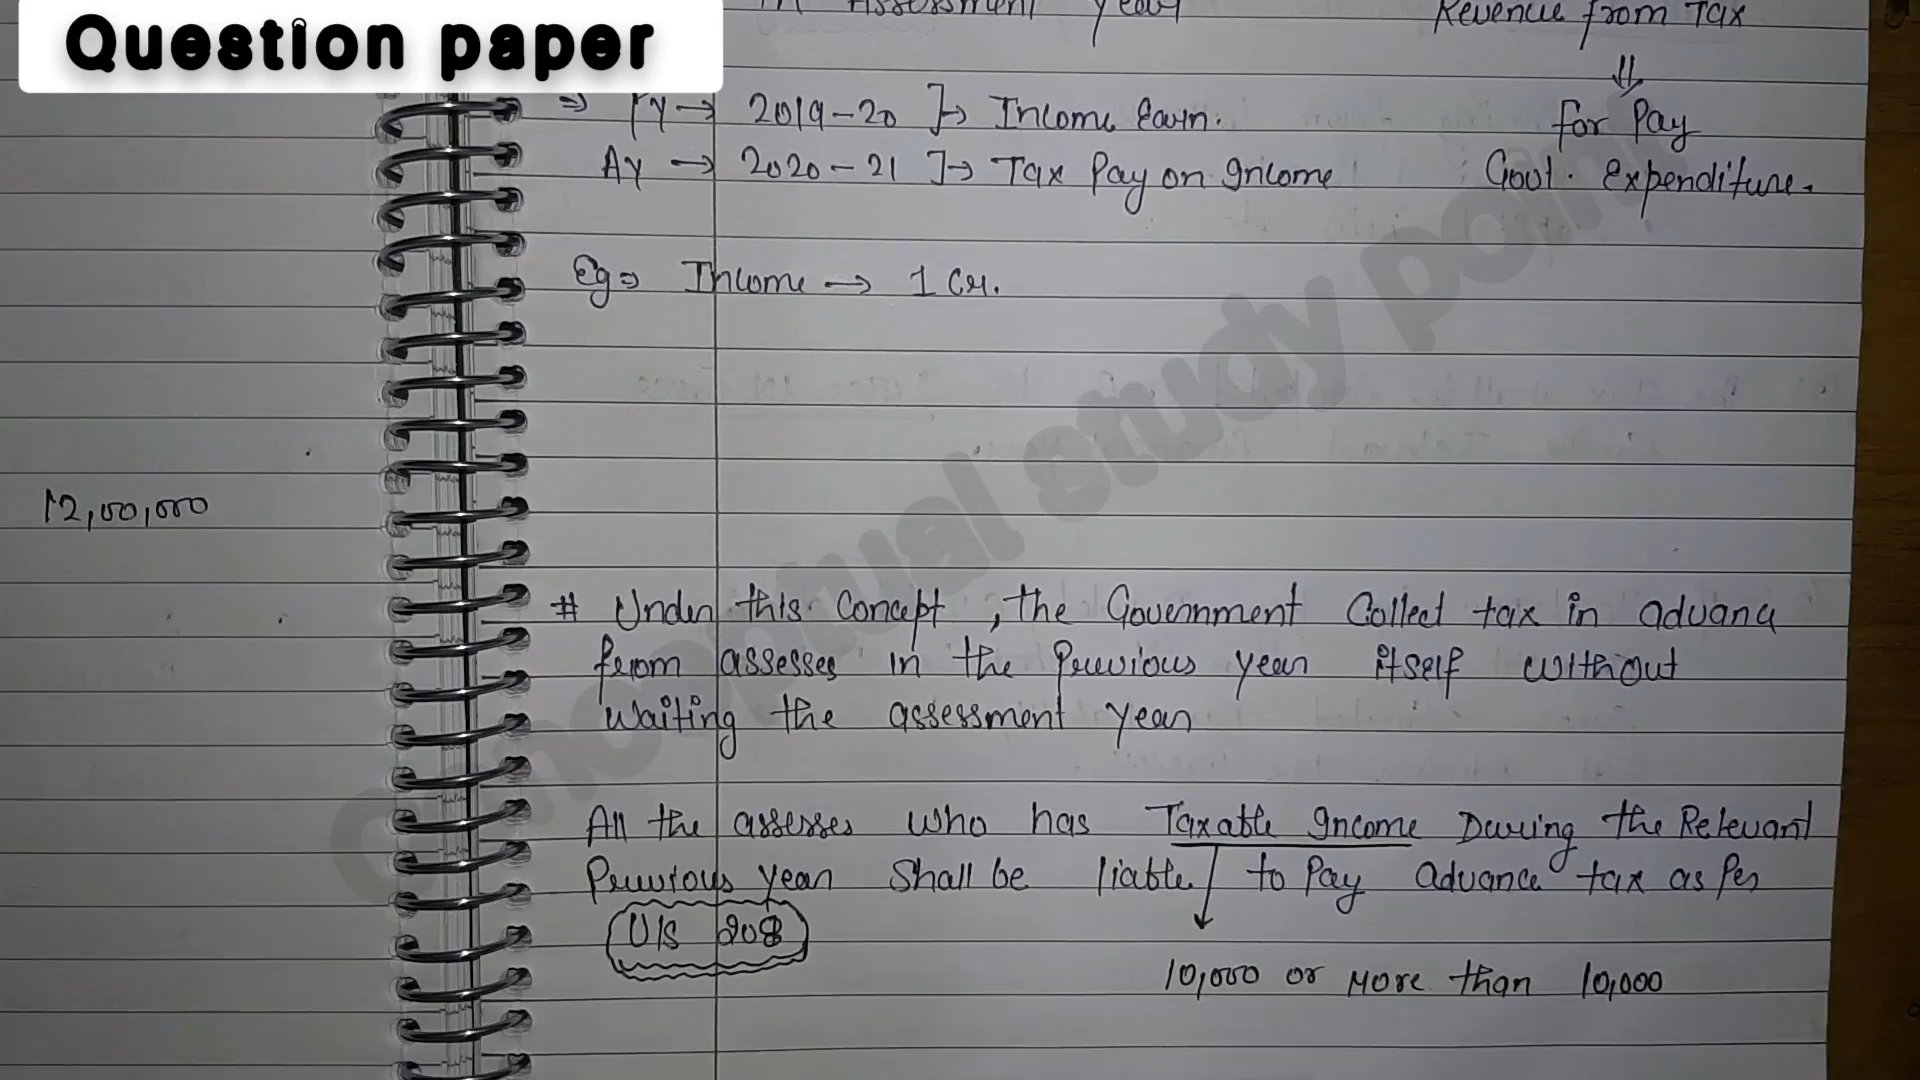 Question paper
Assessment year
Revenue from Tax
⇓
⇒ PY → 2019-20 ]→ Income Earn.
for Pay
AY → 2020-21 ]→ Tax Pay on Income
Govt. Expenditure.
Eg⇒ Income → 1 Cr.
12,00,000
# Under this Concept, the Government Collect tax in advanc
from assesses in the Previous year itself without
waiting the assessment year
All the assesses who has Taxable Income During the Relevant
Previous year Shall be liable to Pay advance tax as Per
U/S 208
10,000 or More than 10,000
Conceptual study point